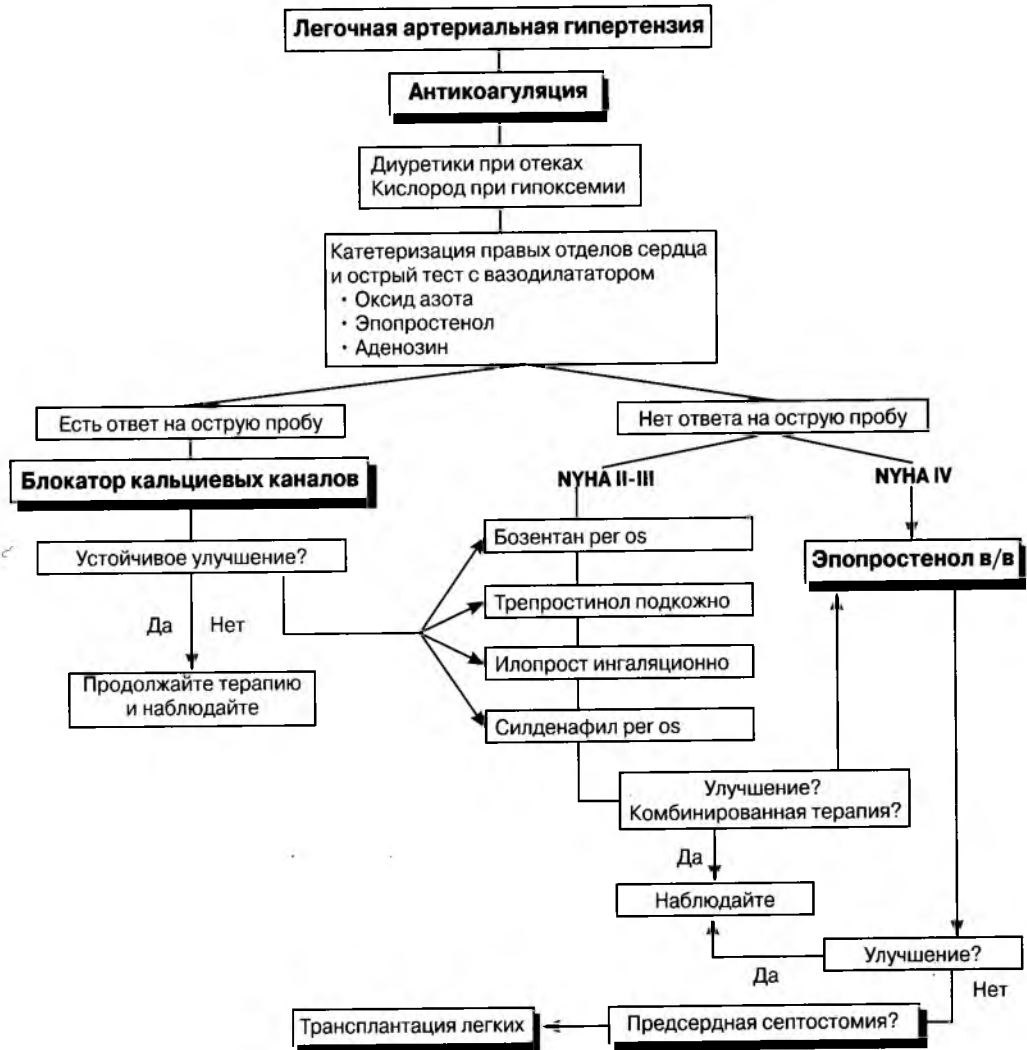 Легочная артериальная гипертензия
Антикоагуляция
Диуретики при отеках
Кислород при гипоксемии
Катетеризация правых отделов сердца
и острый тест с вазодилататором
· Оксид азота
· Эпопростенол
· Аденозин
Есть ответ на острую пробу
Нет ответа на острую пробу
Блокатор кальциевых каналов
NYHA II-III
NYHA IV
Устойчивое улучшение?
Бозентан per os
Эпопростенол в/в
Трепростинол подкожно
Да
Нет
Илопрост ингаляционно
Продолжайте терапию
и наблюдайте
Силденафил per os
Улучшение?
Комбинированная терапия?
Да
Наблюдайте
Улучшение?
Да
Нет
Предсердная септостомия?
Трансплантация легких